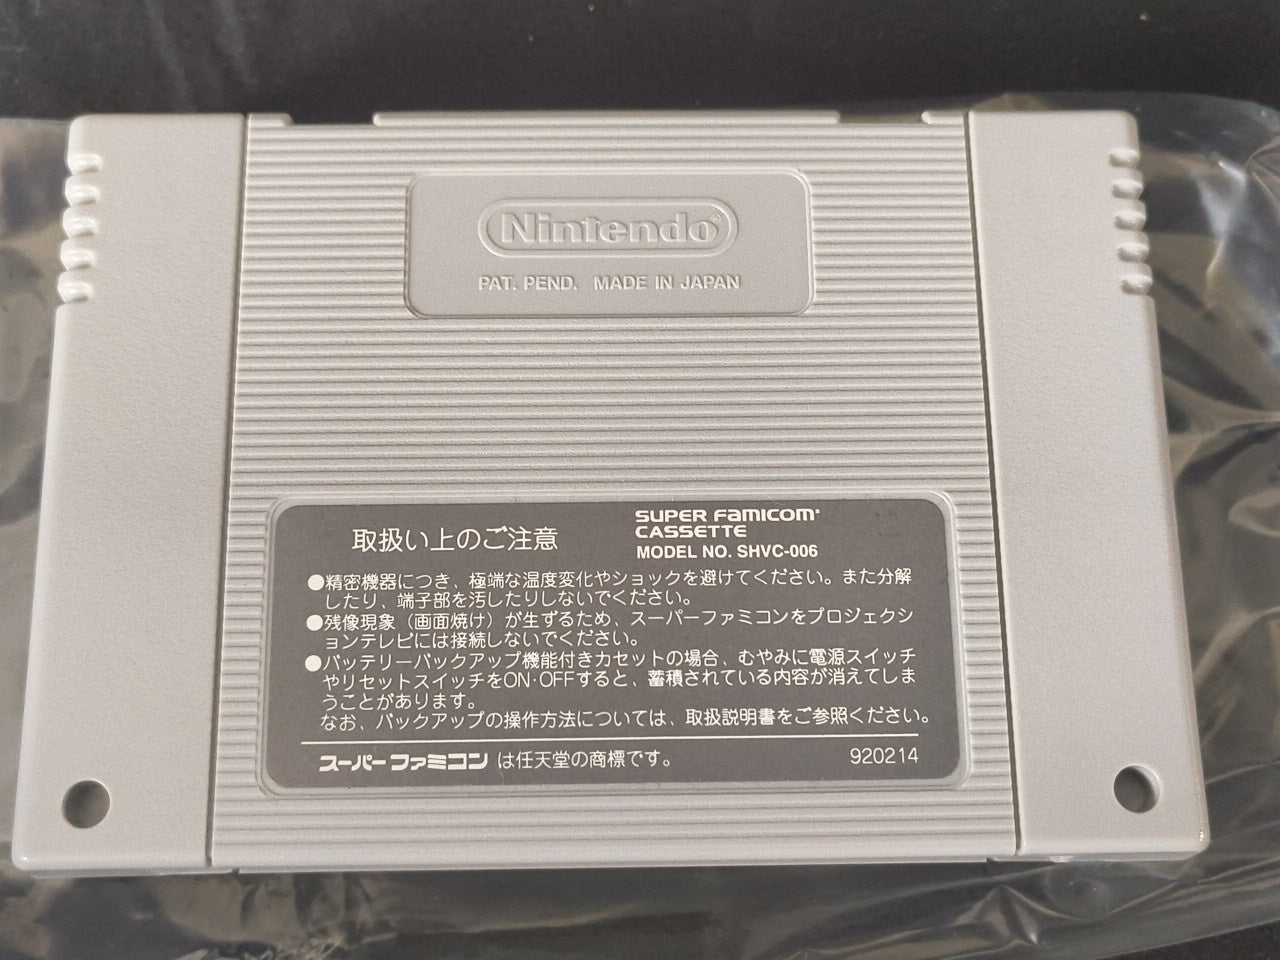 Nintendo
PAT. PEND. MADE IN JAPAN
取扱い上のご注意
SUPER FAMICOM
CASSETTE
MODEL NO. SHVC-006
●精密機器につき、極端な温度変化やショックを避けてください。また分解
したり、端子部を汚したりしないでください。
●残像現象（画面焼け）が生ずるため、スーパーファミコンをプロジェクシ
ョンテレビには接続しないでください。
●バッテリーバックアップ機能付きカセットの場合、むやみに電源スイッチ
やリセットスイッチをON·OFFすると、蓄積されている内容が消えてしま
うことがあります。
なお、バックアップの操作方法については、取扱説明書をご参照ください。
スーパーファミコン は任天堂の商標です。 920214